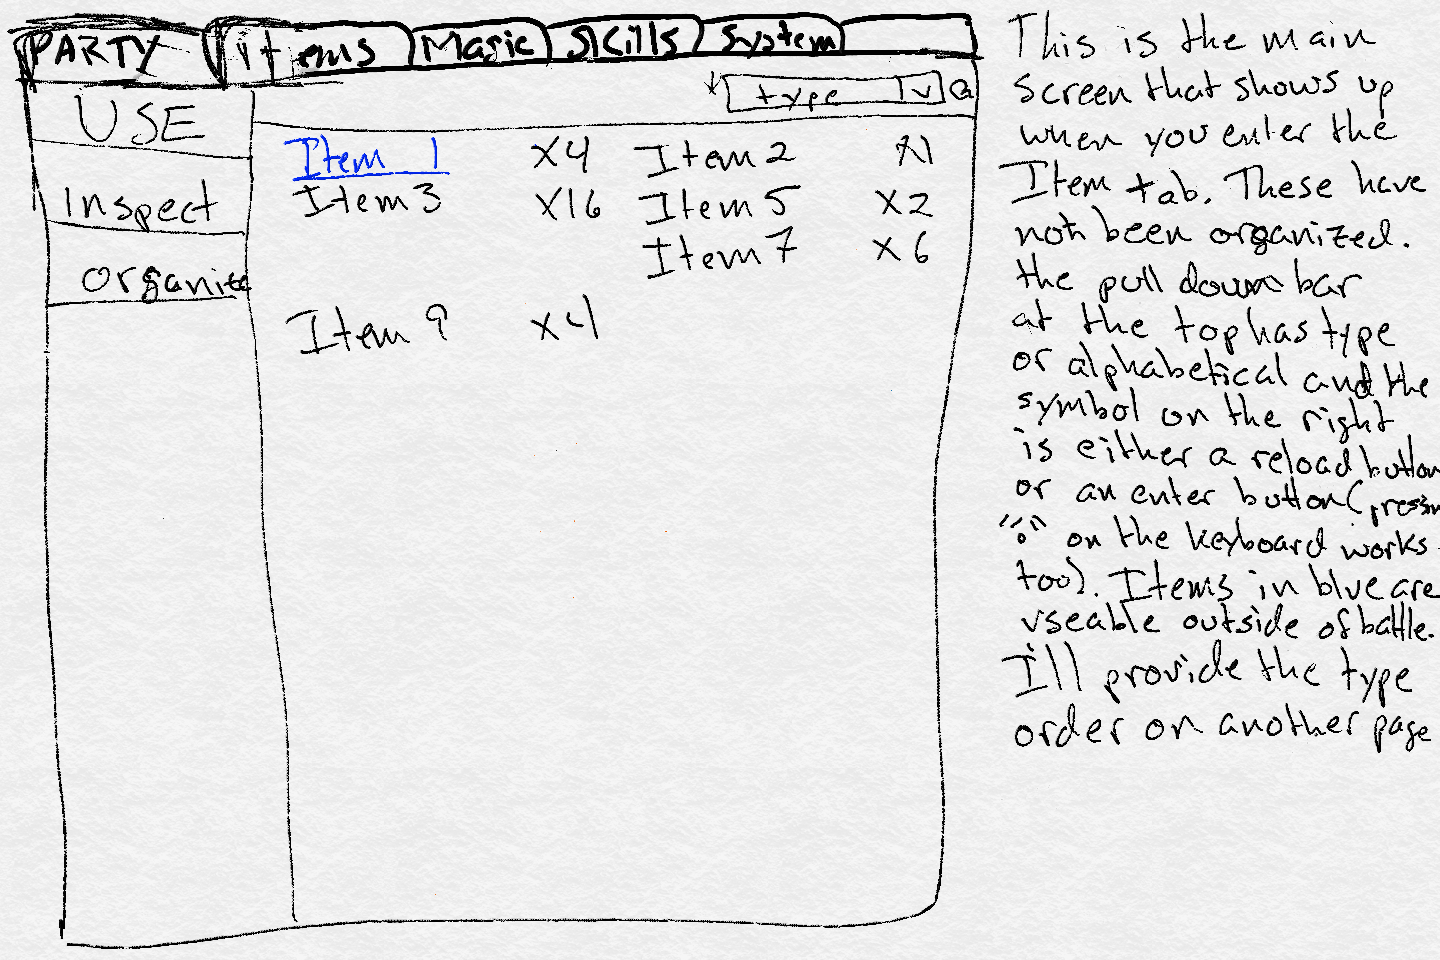 PARTY items Magic Skills System
type v
USE
Inspect
organize
Item 1 X4 Item 2 X1
Item 3 X16 Item 5 X2
Item 7 X6
Item 9 X4
This is the main
screen that shows up
when you enter the
Item tab. These have
not been organized.
the pull down bar
at the top has type
or alphabetical and the
symbol on the right
is either a reload button
or an enter button (
on the keyboard works
too). Items in blue are
useable outside of battle.
I'll provide the type
order on another page